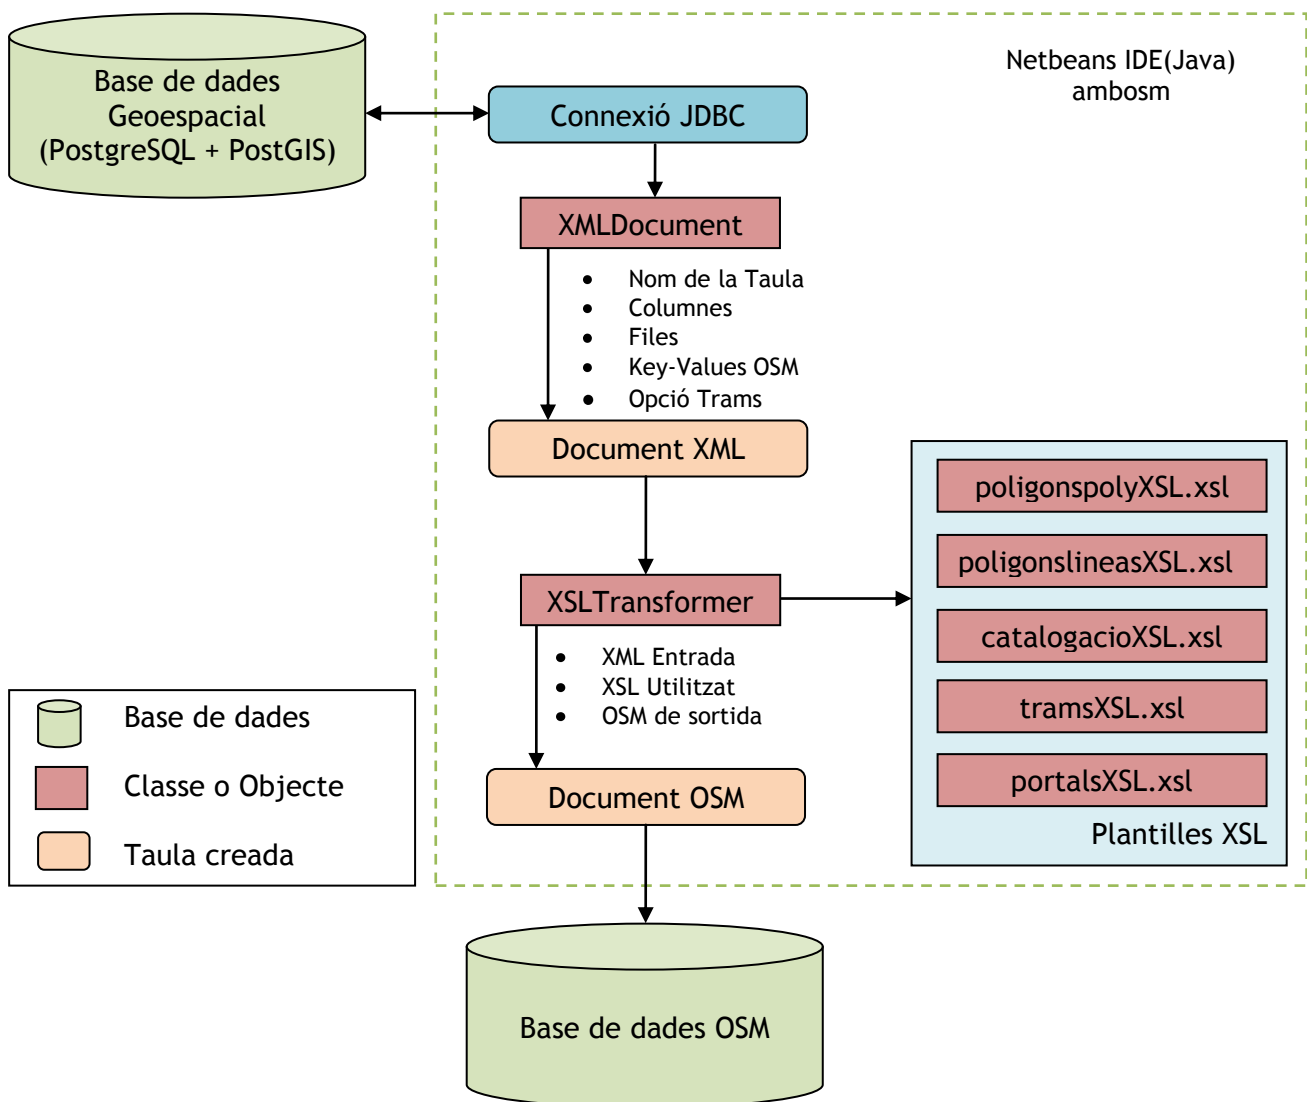 Base de dades
Geoespacial
(PostgreSQL + PostGIS)
Netbeans IDE(Java)
ambosm
Connexió JDBC
XMLDocument
• Nom de la Taula
• Columnes
• Files
• Key-Values OSM
• Opció Trams
Document XML
XSLTransformer
• XML Entrada
• XSL Utilitzat
• OSM de sortida
Document OSM
poligonspolyXSL.xsl
poligonslineasXSL.xsl
catalogacioXSL.xsl
tramsXSL.xsl
portalsXSL.xsl
Plantilles XSL
Base de dades
Classe o Objecte
Taula creada
Base de dades OSM